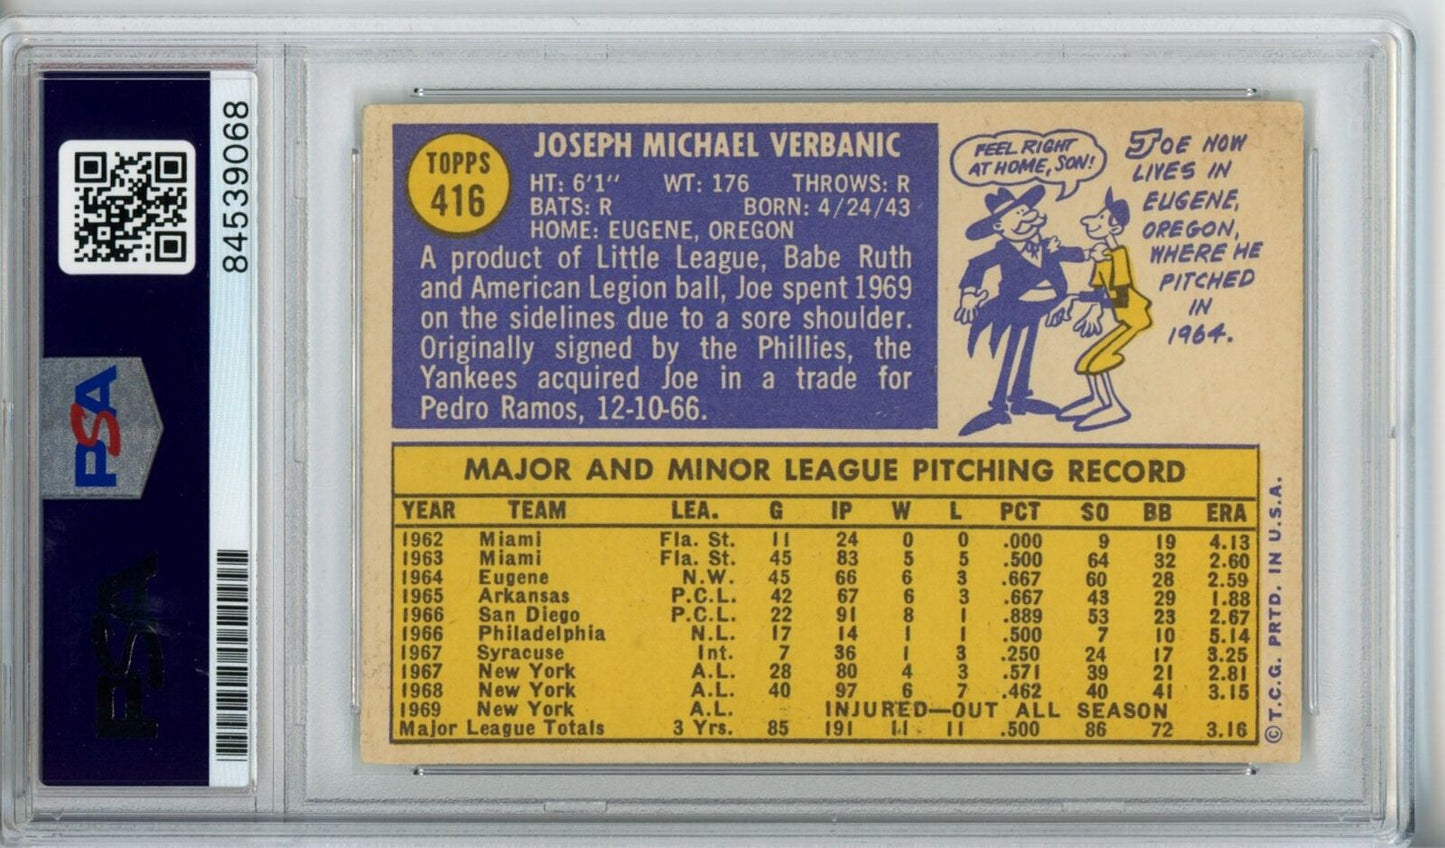 84539068
PSA
PSA
TOPPS
416
JOSEPH MICHAEL VERBANIC
HT: 6'1" WT: 176 THROWS: R
BATS: R BORN: 4/24/43
HOME: EUGENE, OREGON
A product of Little League, Babe Ruth
and American Legion ball, Joe spent 1969
on the sidelines due to a sore shoulder.
Originally signed by the Phillies, the
Yankees acquired Joe in a trade for
Pedro Ramos, 12-10-66.
FEEL RIGHT
AT HOME, SON!
JOE NOW
LIVES IN
EUGENE,
OREGON,
WHERE HE
PITCHED
IN
1964.
MAJOR AND MINOR LEAGUE PITCHING RECORD
YEAR TEAM LEA. G IP W L PCT SO BB ERA
1962 Miami Fla. St. 11 24 0 0 .000 9 19 4.13
1963 Miami Fla. St. 45 83 5 5 .500 64 32 2.60
1964 Eugene N.W. 45 66 6 3 .667 60 28 2.59
1965 Arkansas P.C.L. 42 67 6 3 .667 43 29 1.88
1966 San Diego P.C.L. 22 91 8 1 .889 53 23 2.67
1966 Philadelphia N.L. 17 14 1 1 .500 7 10 5.14
1967 Syracuse Int. 7 36 1 3 .250 24 17 3.25
1967 New York A.L. 28 80 4 3 .571 39 21 2.81
1968 New York A.L. 40 97 6 7 .462 40 41 3.15
1969 New York A.L. INJURED—OUT ALL SEASON
Major League Totals 3 Yrs. 85 191 11 11 .500 86 72 3.16
©T.C.G. PRTD. IN U.S.A.